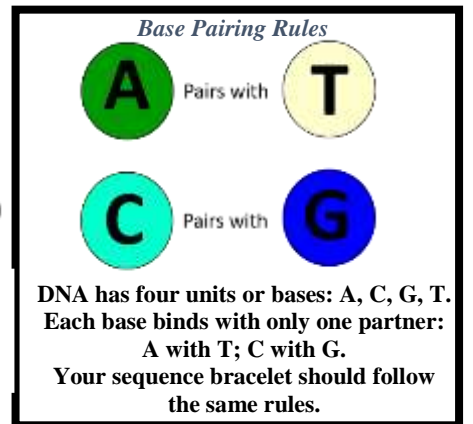 Base Pairing Rules
A Pairs with T
C Pairs with G
DNA has four units or bases: A, C, G, T.
Each base binds with only one partner:
A with T; C with G.
Your sequence bracelet should follow
the same rules.